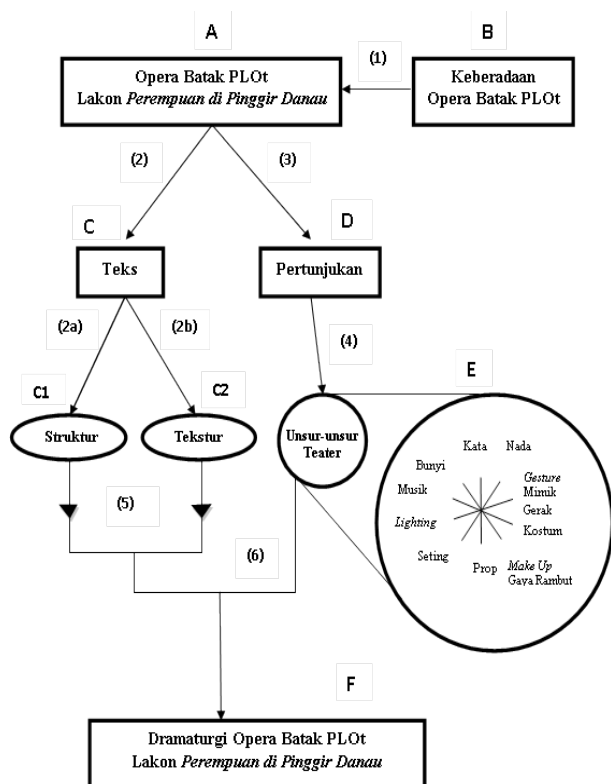 A
B
Opera Batak PLOt
Lakon Perempuan di Pinggir Danau
(1)
Keberadaan
Opera Batak PLOt
(2)
(3)
C
D
Teks
Pertunjukan
(2a)
(2b)
(4)
C1
C2
E
Struktur
Tekstur
Unsur-unsur
Teater
Kata
Nada
Bunyi
Gesture
Musik
Mimik
Gerak
Lighting
Kostum
Seting
Prop
Make Up
Gaya Rambut
(5)
(6)
F
Dramaturgi Opera Batak PLOt
Lakon Perempuan di Pinggir Danau